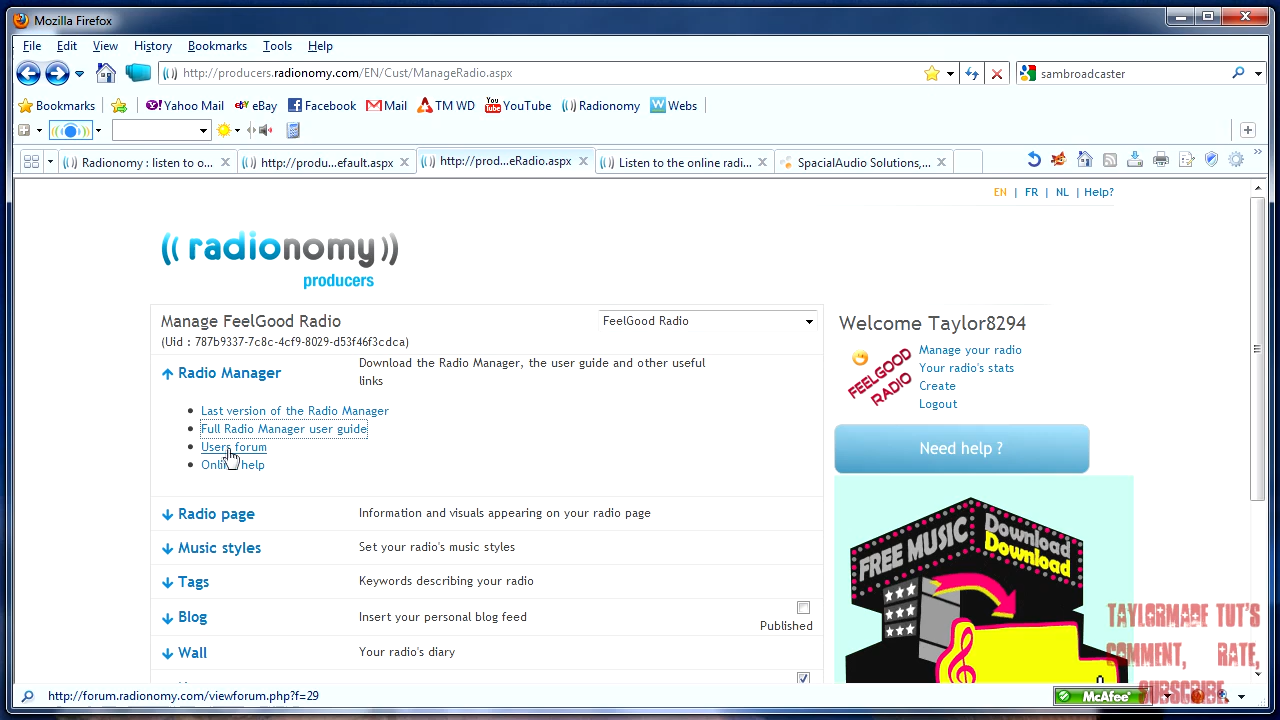 Mozilla Firefox
File Edit View History Bookmarks Tools Help
http://producers.radionomy.com/EN/Cust/ManageRadio.aspx
sambroadcaster
Bookmarks Yahoo Mail eBay Facebook Mail TM WD YouTube Radionomy Webs
Radionomy : listen to o... http://produ...efault.aspx http://prod...eRadio.aspx Listen to the online radi... SpacialAudio Solutions,...
EN | FR | NL | Help?
((radionomy))
producers
Manage FeelGood Radio
FeelGood Radio
(Uid : 787b9337-7c8c-4cf9-8029-d53f46f3cdca)
Radio Manager
Download the Radio Manager, the user guide and other useful
links
Last version of the Radio Manager
Full Radio Manager user guide
Users forum
Online help
Radio page Information and visuals appearing on your radio page
Music styles Set your radio's music styles
Tags Keywords describing your radio
Blog Insert your personal blog feed
Published
Wall Your radio's diary
Welcome Taylor8294
FEELGOOD
RADIO
Manage your radio
Your radio's stats
Create
Logout
Need help ?
FREE MUSIC
Download
Download
TAYLORMADE TUT'S
COMMENT, RATE,
SUBSCRIBE.
http://forum.radionomy.com/viewforum.php?f=29
McAfee